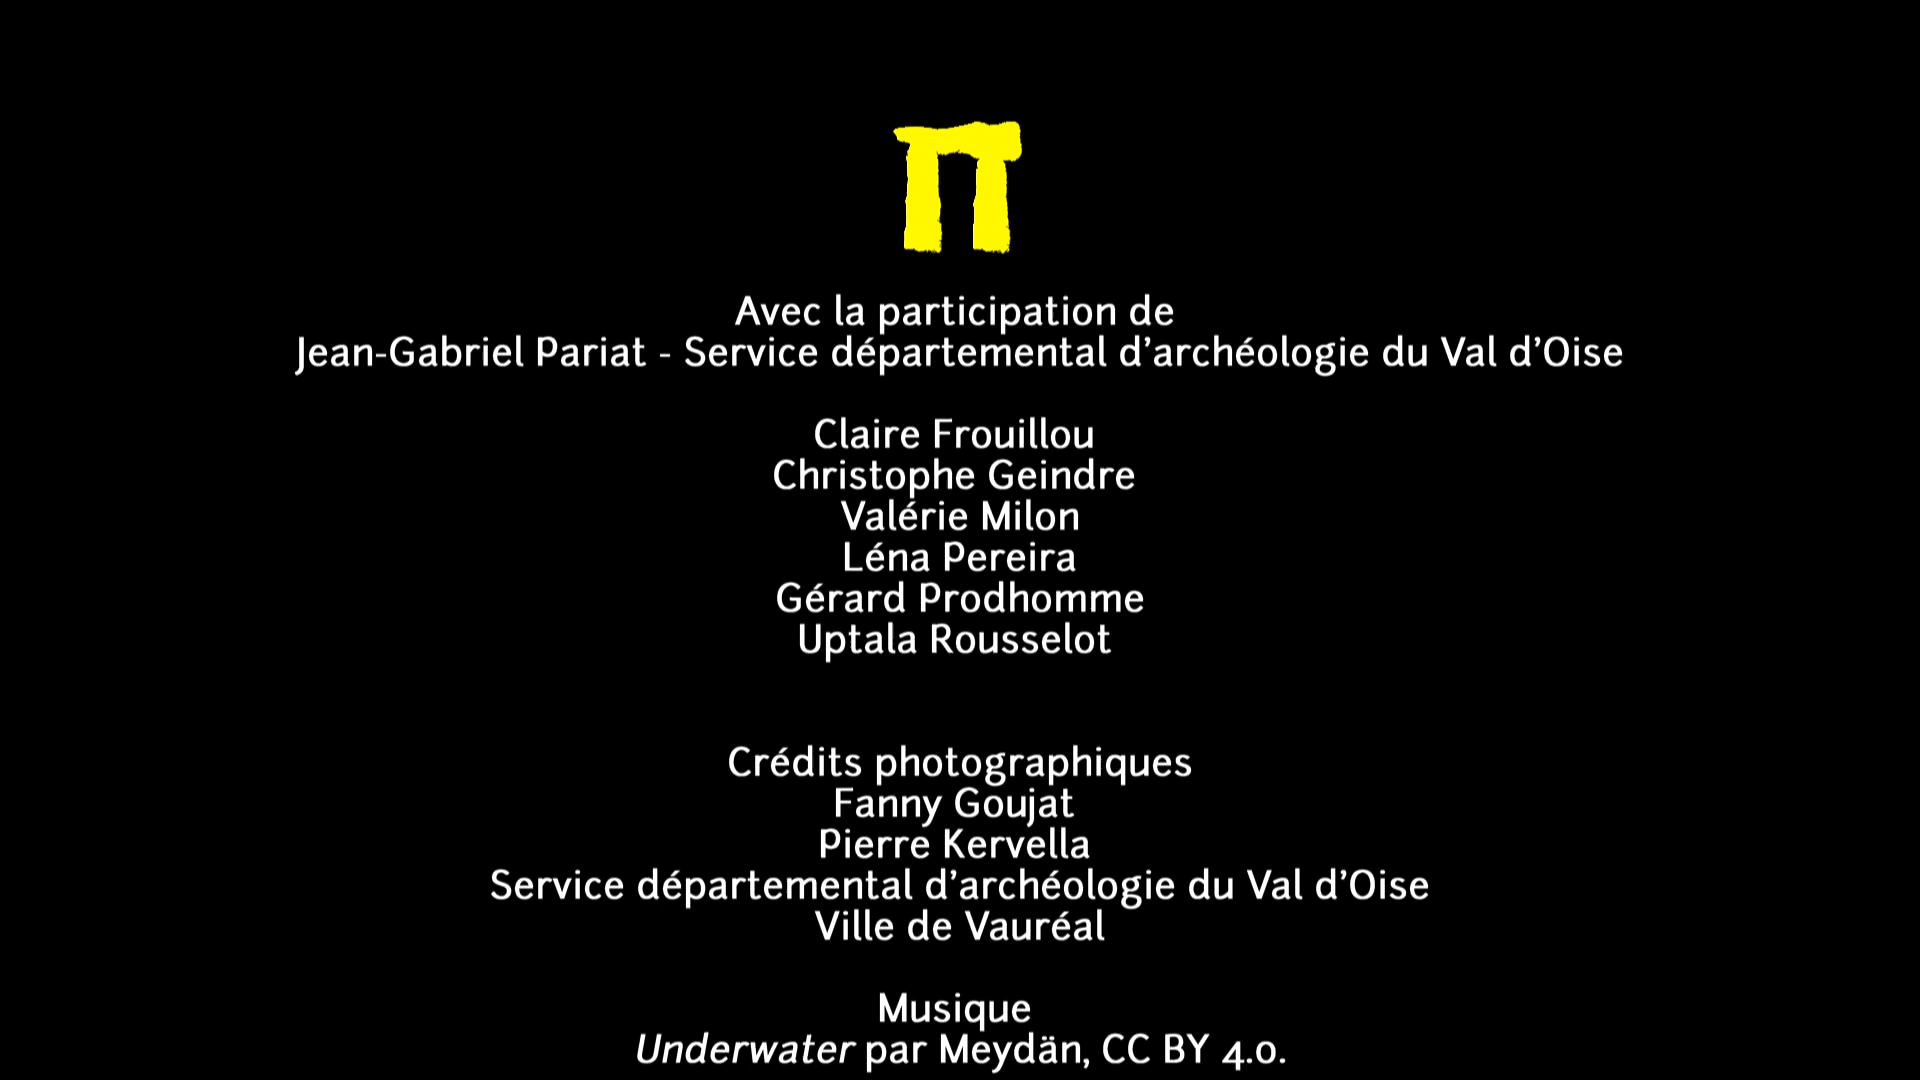 Avec la participation de
Jean-Gabriel Pariat - Service départemental d’archéologie du Val d’Oise
Claire Frouillou
Christophe Geindre
Valérie Milon
Léna Pereira
Gérard Prodhomme
Uptala Rousselot
Crédits photographiques
Fanny Goujat
Pierre Kervella
Service départemental d’archéologie du Val d’Oise
Ville de Vauréal
Musique
Underwater par Meydän, CC BY 4.0.